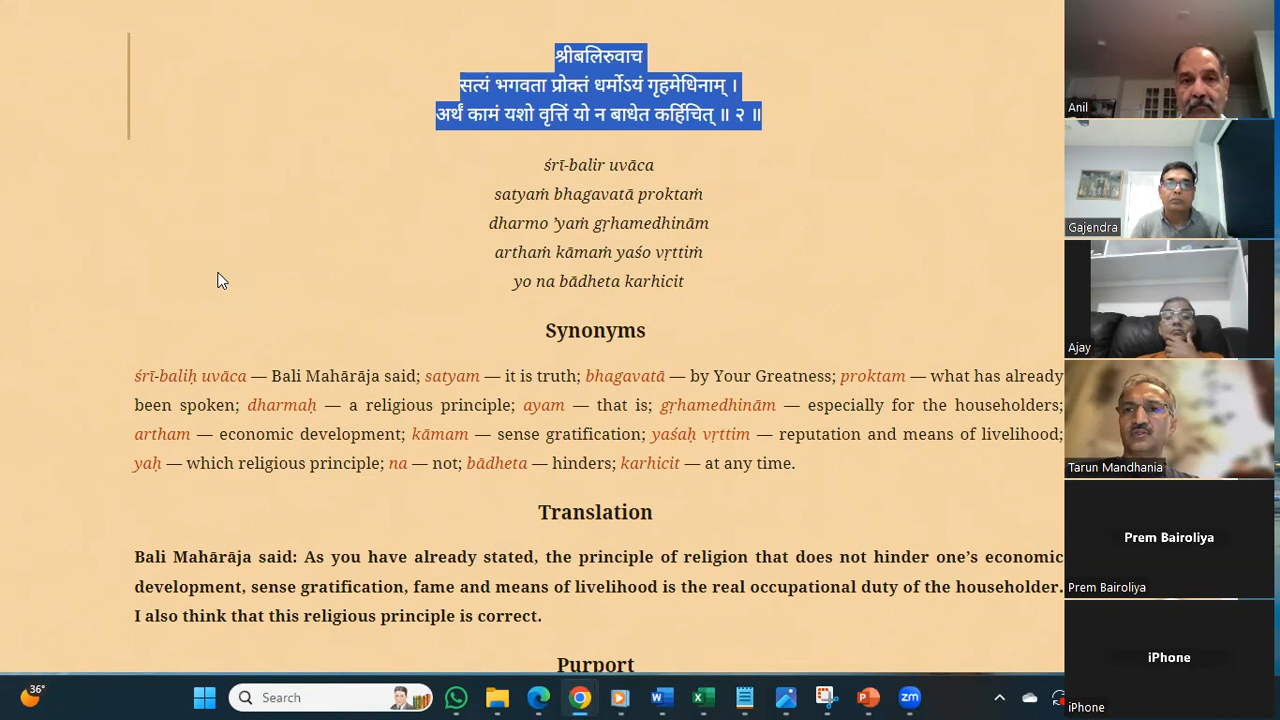 श्रीबलिरुवाच
सत्यं भगवता प्रोक्तं धर्मोऽयं गृहमेधिनाम् ।
अर्थं कामं यशो वृत्तिं यो न बाधेत कर्हिचित् ॥ २ ॥
śrī-balir uvāca
satyaṁ bhagavatā proktaṁ
dharmo ’yaṁ gṛhamedhinām
arthaṁ kāmaṁ yaśo vṛttiṁ
yo na bādheta karhicit
Synonyms
śrī-baliḥ uvāca — Bali Mahārāja said; satyam — it is truth; bhagavatā — by Your Greatness; proktam — what has already
been spoken; dharmaḥ — a religious principle; ayam — that is; gṛhamedhinām — especially for the householders;
artham — economic development; kāmam — sense gratification; yaśaḥ vṛttim — reputation and means of livelihood;
yaḥ — which religious principle; na — not; bādheta — hinders; karhicit — at any time.
Translation
Bali Mahārāja said: As you have already stated, the principle of religion that does not hinder one’s economic
development, sense gratification, fame and means of livelihood is the real occupational duty of the householder.
I also think that this religious principle is correct.
Purport
Anil
Gajendra
Ajay
Tarun Mandhania
Prem Bairoliya
Prem Bairoliya
iPhone
iPhone
36°
Search
zm